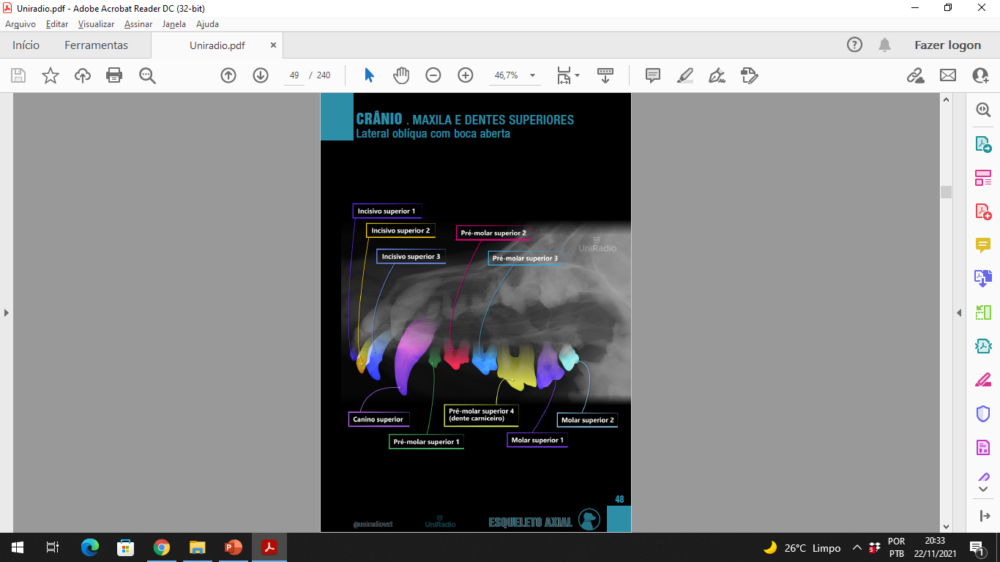 Uniradio.pdf - Adobe Acrobat Reader DC (32-bit)
Arquivo Editar Visualizar Assinar Janela Ajuda
Início Ferramentas Uniradio.pdf Fazer logon
49 / 240 46,7%
CRÂNIO . MAXILA E DENTES SUPERIORES
Lateral oblíqua com boca aberta
Incisivo superior 1
Incisivo superior 2
Pré-molar superior 2
Incisivo superior 3
Pré-molar superior 3
UniRadio
Canino superior
Pré-molar superior 4
(dente carniceiro)
Molar superior 2
Pré-molar superior 1
Molar superior 1
48
@uniradiovet UniRadio ESQUELETO AXIAL
26°C Limpo
POR
PTB
20:33
22/11/2021
1